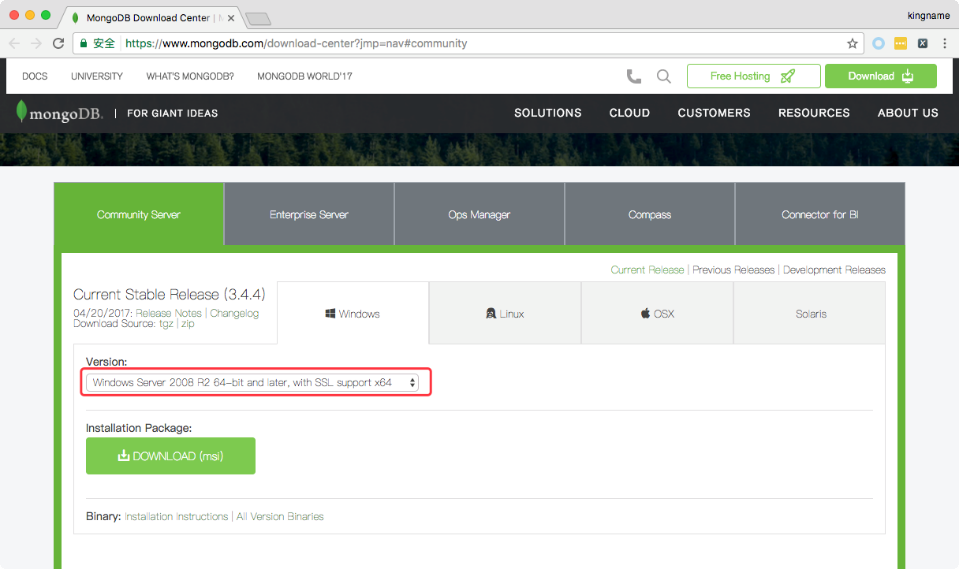 MongoDB Download Center | M
kingname
安全 https://www.mongodb.com/download-center?jmp=nav#community
DOCS UNIVERSITY WHAT'S MONGODB? MONGODB WORLD'17 Free Hosting Download
mongoDB. | FOR GIANT IDEAS SOLUTIONS CLOUD CUSTOMERS RESOURCES ABOUT US
Community Server Enterprise Server Ops Manager Compass Connector for BI
Current Release | Previous Releases | Development Releases
Current Stable Release (3.4.4)
04/20/2017: Release Notes | Changelog
Download Source: tgz | zip
Windows Linux OSX Solaris
Version:
Windows Server 2008 R2 64-bit and later, with SSL support x64
Installation Package:
DOWNLOAD (msi)
Binary: Installation Instructions | All Version Binaries